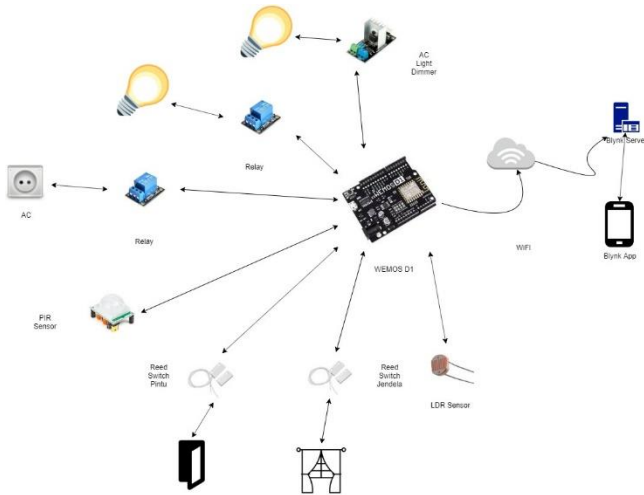 AC
Light
Dimmer
Relay
Blynk Server
AC
Relay
WEMOS D1
WiFi
Blynk App
PIR
Sensor
Reed
Switch
Pintu
Reed
Switch
Jendela
LDR Sensor